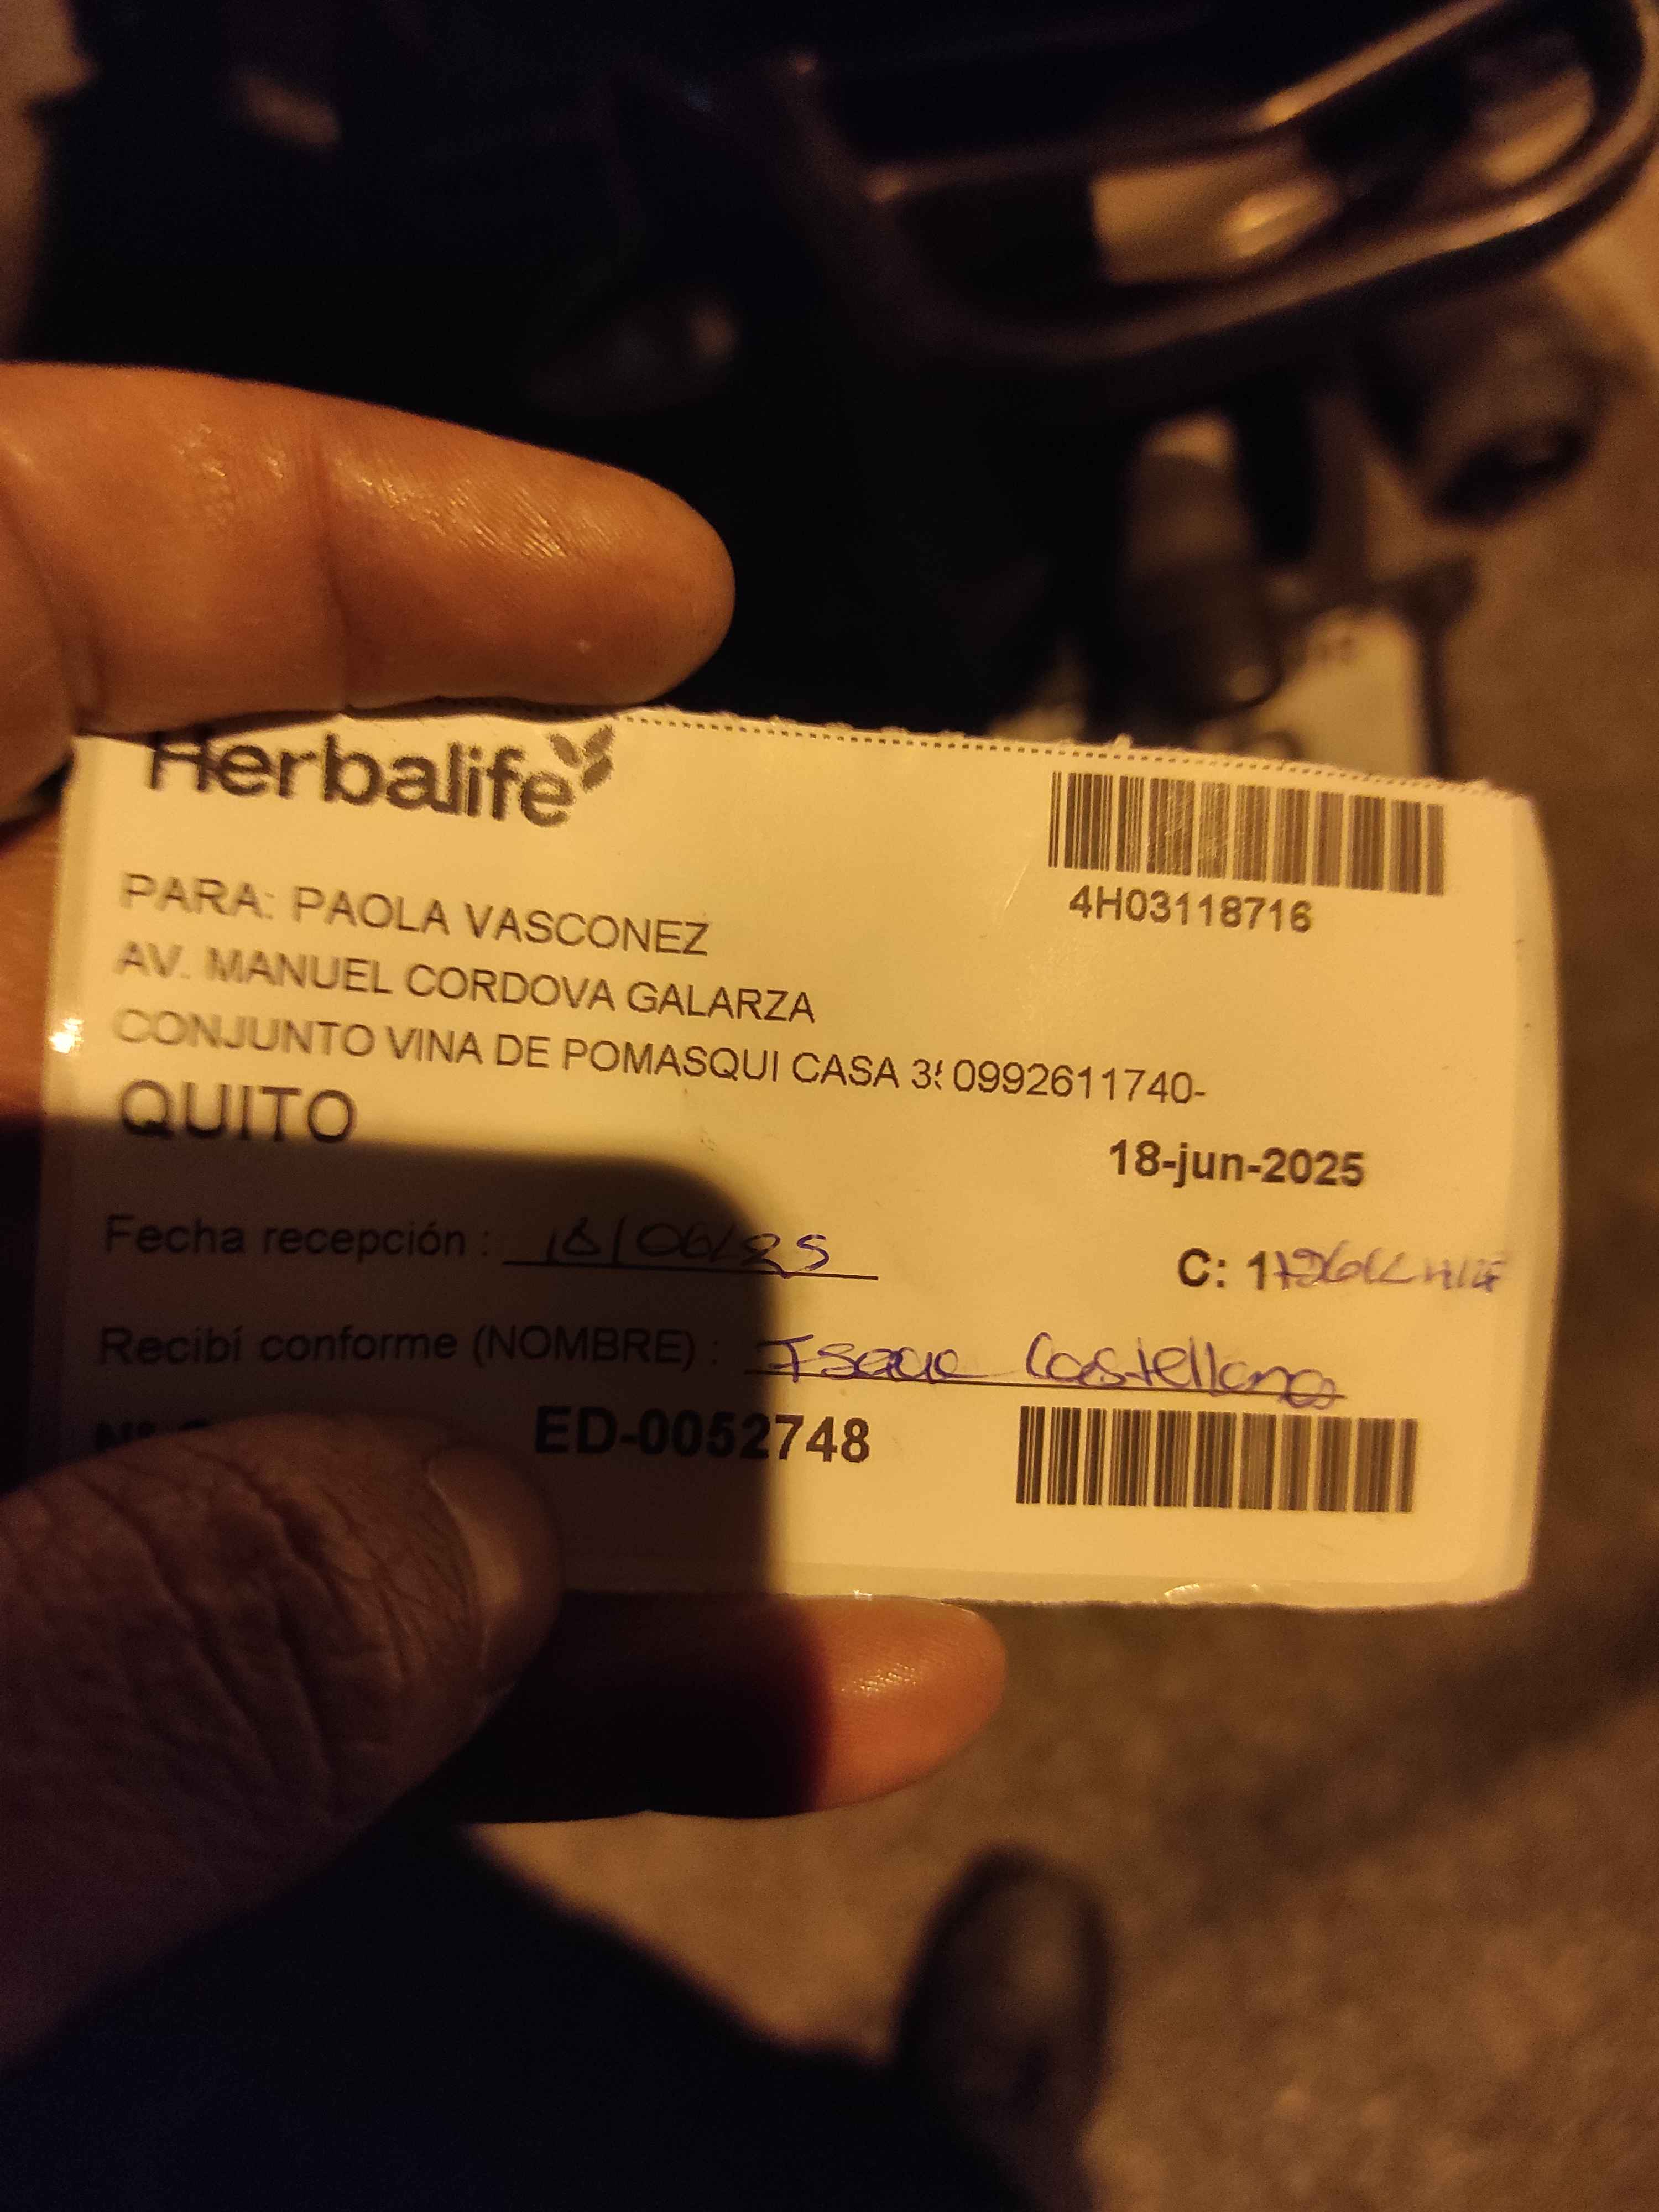 Herbalife
4H03118716
PARA: PAOLA VASCONEZ
AV. MANUEL CORDOVA GALARZA
CONJUNTO VINA DE POMASQUI CASA 0992611740-
QUITO
18-jun-2025
Fecha recepción : 18/06/25
C:
Recibí conforme (NOMBRE) : Isaac Castellano
ED-0052748